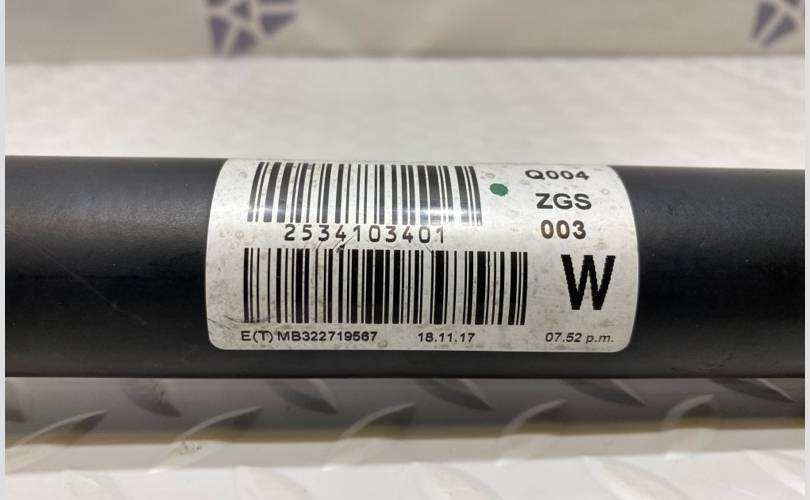 Q004
ZGS
2534103401
003
W
E(T) MB322719567 18.11.17 07.52 p.m.